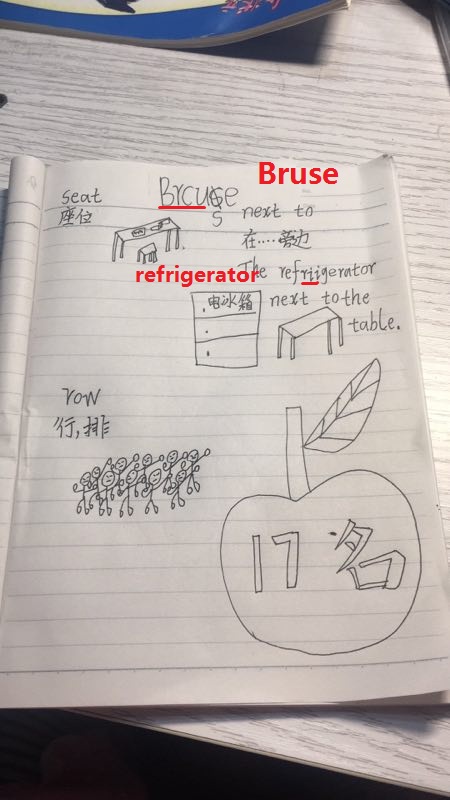 Bruse
Brcuse
S
seat
座位
next to
在....旁边
refrigerator
The refriigerator
电冰箱
next to the
table.
row
行,排
17名